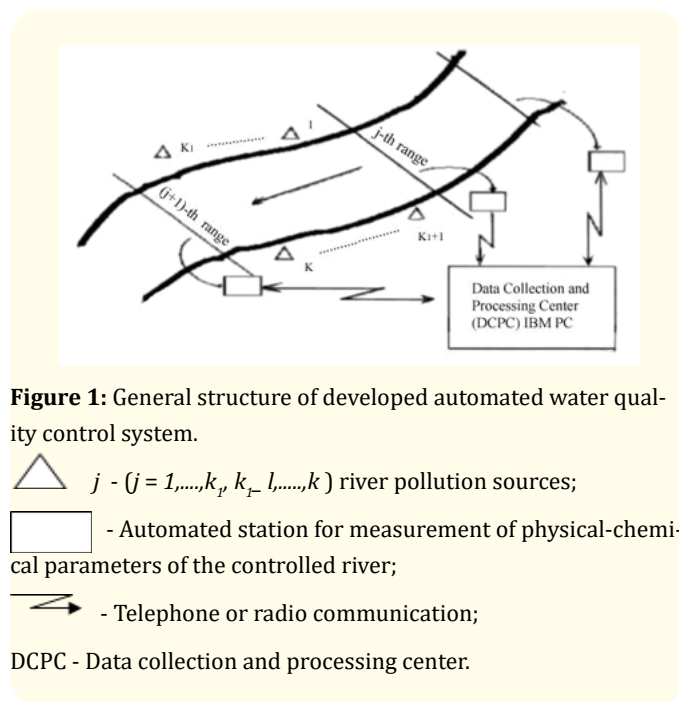 K1
1
j-th range
(j+1)-th range
K1+1
K
Data Collection and
Processing Center
(DCPC) IBM PC
Figure 1: General structure of developed automated water qual-
ity control system.
j - (j = 1,....,k1, k1– l,.....,k ) river pollution sources;
- Automated station for measurement of physical-chemi-
cal parameters of the controlled river;
- Telephone or radio communication;
DCPC - Data collection and processing center.